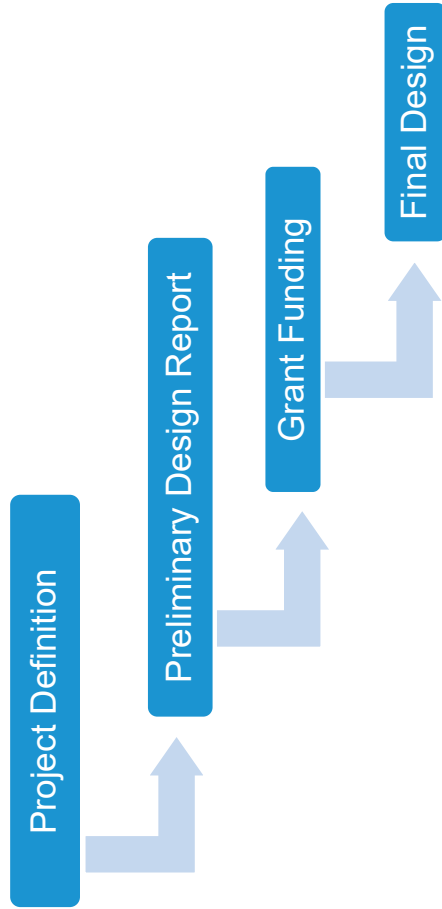 Project Definition
Preliminary Design Report
Grant Funding
Final Design